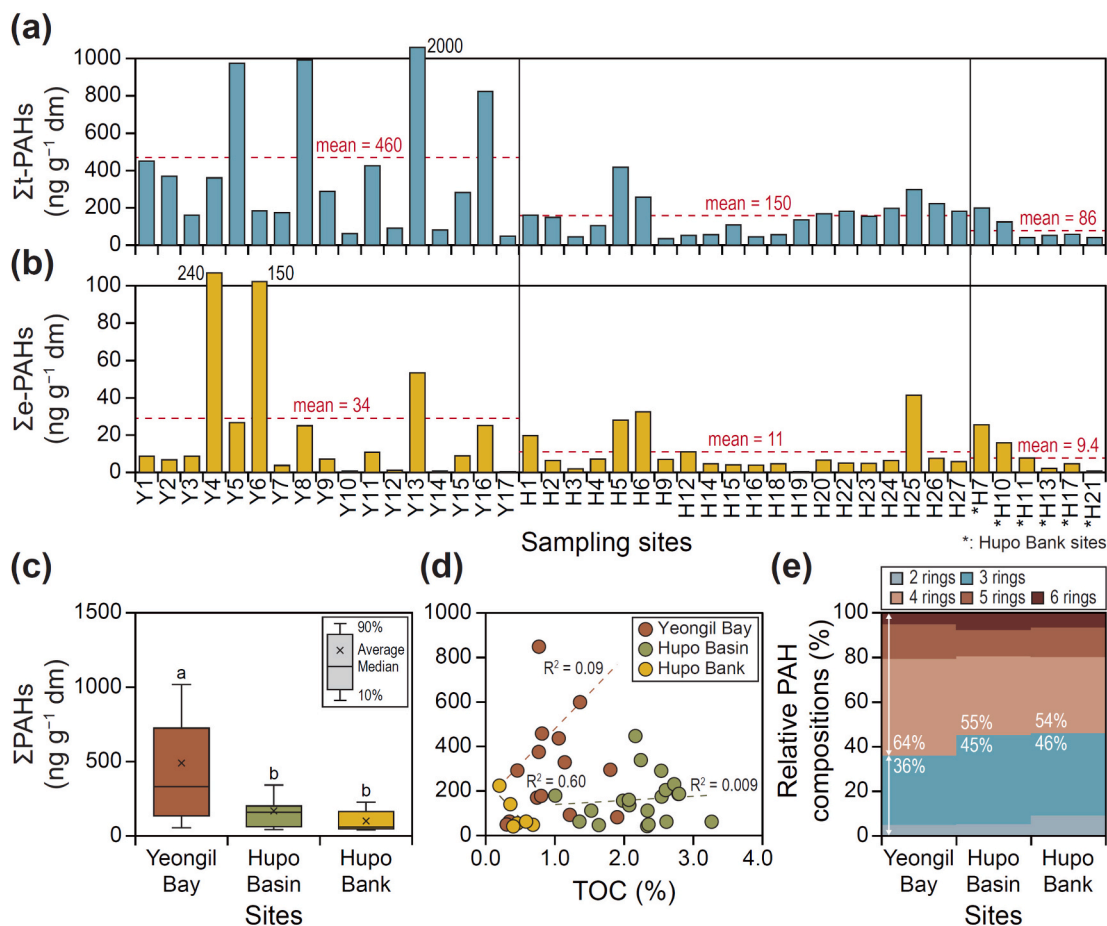 (a)
Σt-PAHs
(ng g⁻¹ dm)
1000
800
600
400
200
0
2000
mean = 460
mean = 150
mean = 86
(b)
Σe-PAHs
(ng g⁻¹ dm)
100
80
60
40
20
0
240
150
mean = 34
mean = 11
mean = 9.4
Y1 Y2 Y3 Y4 Y5 Y6 Y7 Y8 Y9 Y10 Y11 Y12 Y13 Y14 Y15 Y16 Y17 H1 H2 H3 H4 H5 H6 H9 H12 H14 H15 H16 H18 H19 H20 H22 H23 H24 H25 H26 H27 *H7 *H10 *H11 *H13 *H17 *H21
Sampling sites
*: Hupo Bank sites
(c)
ΣPAHs
(ng g⁻¹ dm)
1500
1000
500
0
90%
Average
Median
10%
a
b
b
Yeongil
Bay
Hupo
Basin
Hupo
Bank
Sites
(d)
1000
800
600
400
200
0
Yeongil Bay
Hupo Basin
Hupo Bank
R² = 0.09
R² = 0.60
R² = 0.009
0.0 1.0 2.0 3.0 4.0
TOC (%)
(e)
2 rings 3 rings
4 rings 5 rings 6 rings
Relative PAH
compositions (%)
100
80
60
40
20
0
64%
36%
55%
45%
54%
46%
Yeongil
Bay
Hupo
Basin
Hupo
Bank
Sites